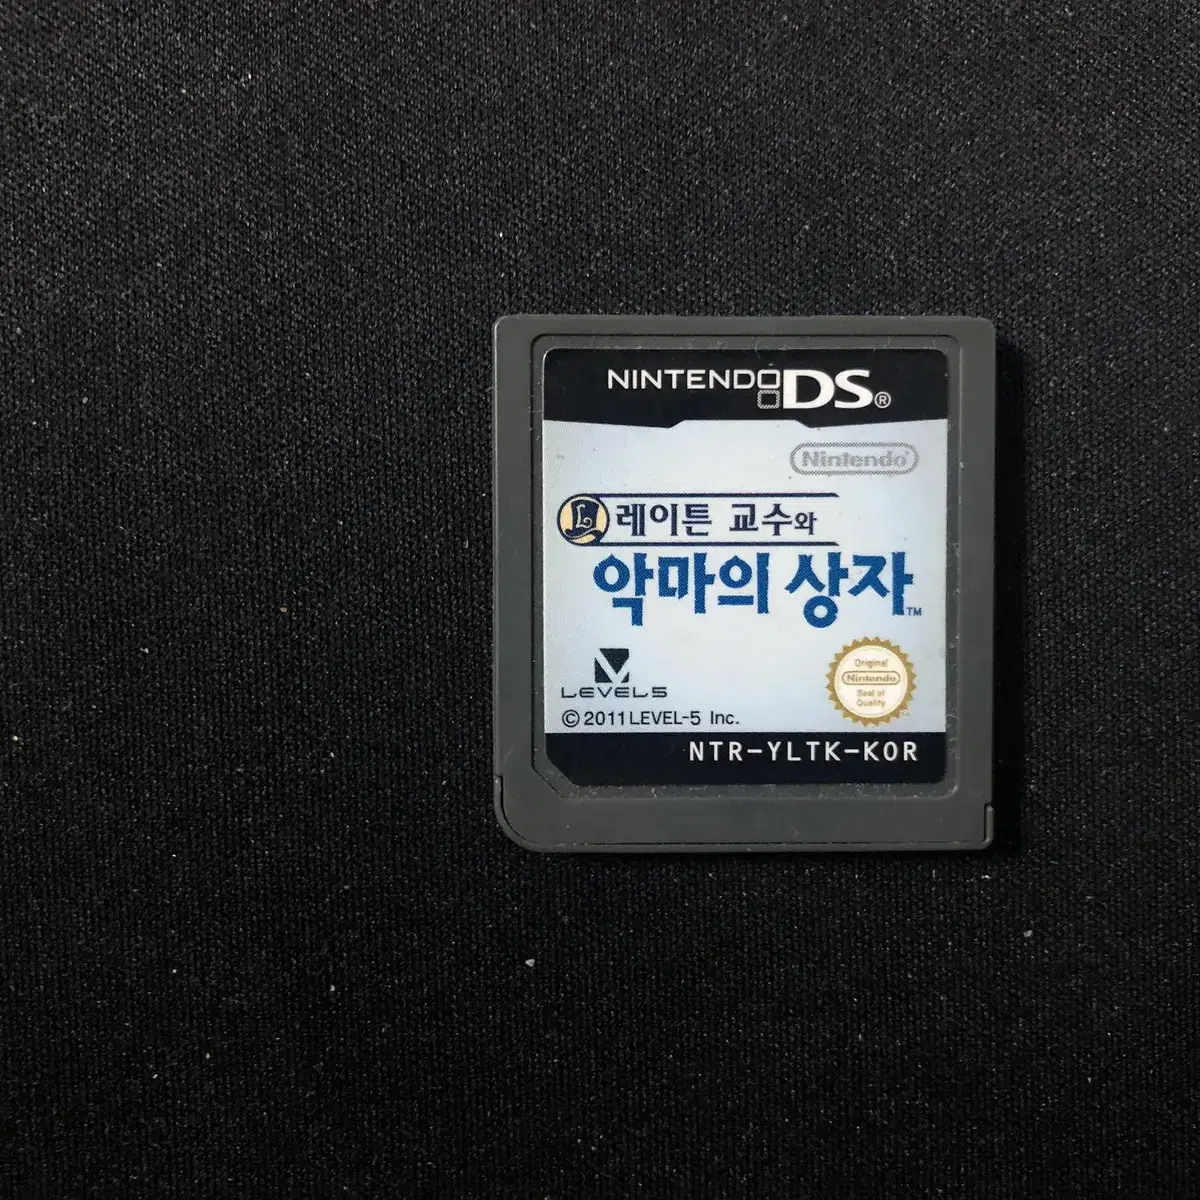 NINTENDO DS®
Nintendo®
L 레이튼 교수와
악마의 상자™
LEVEL5
Original
Nintendo
Seal of
Quality
© 2011 LEVEL-5 Inc.
NTR-YLTK-KOR